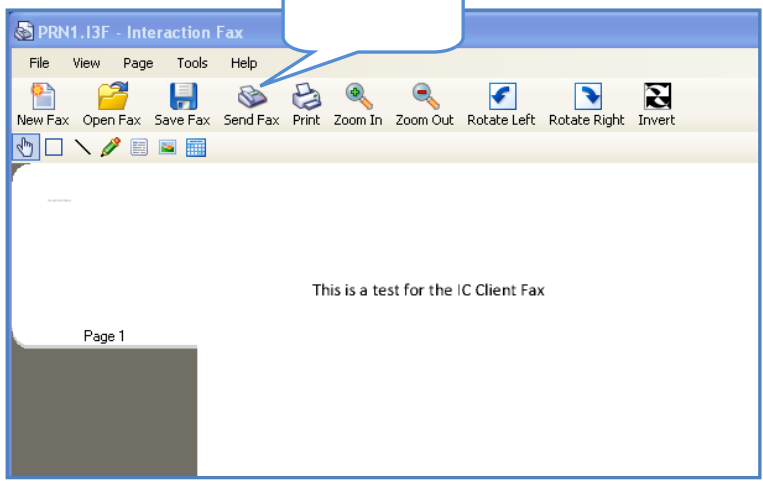 PRN1.I3F - Interaction Fax
File View Page Tools Help
New Fax Open Fax Save Fax Send Fax Print Zoom In Zoom Out Rotate Left Rotate Right Invert
This is a test for the IC Client Fax
Page 1